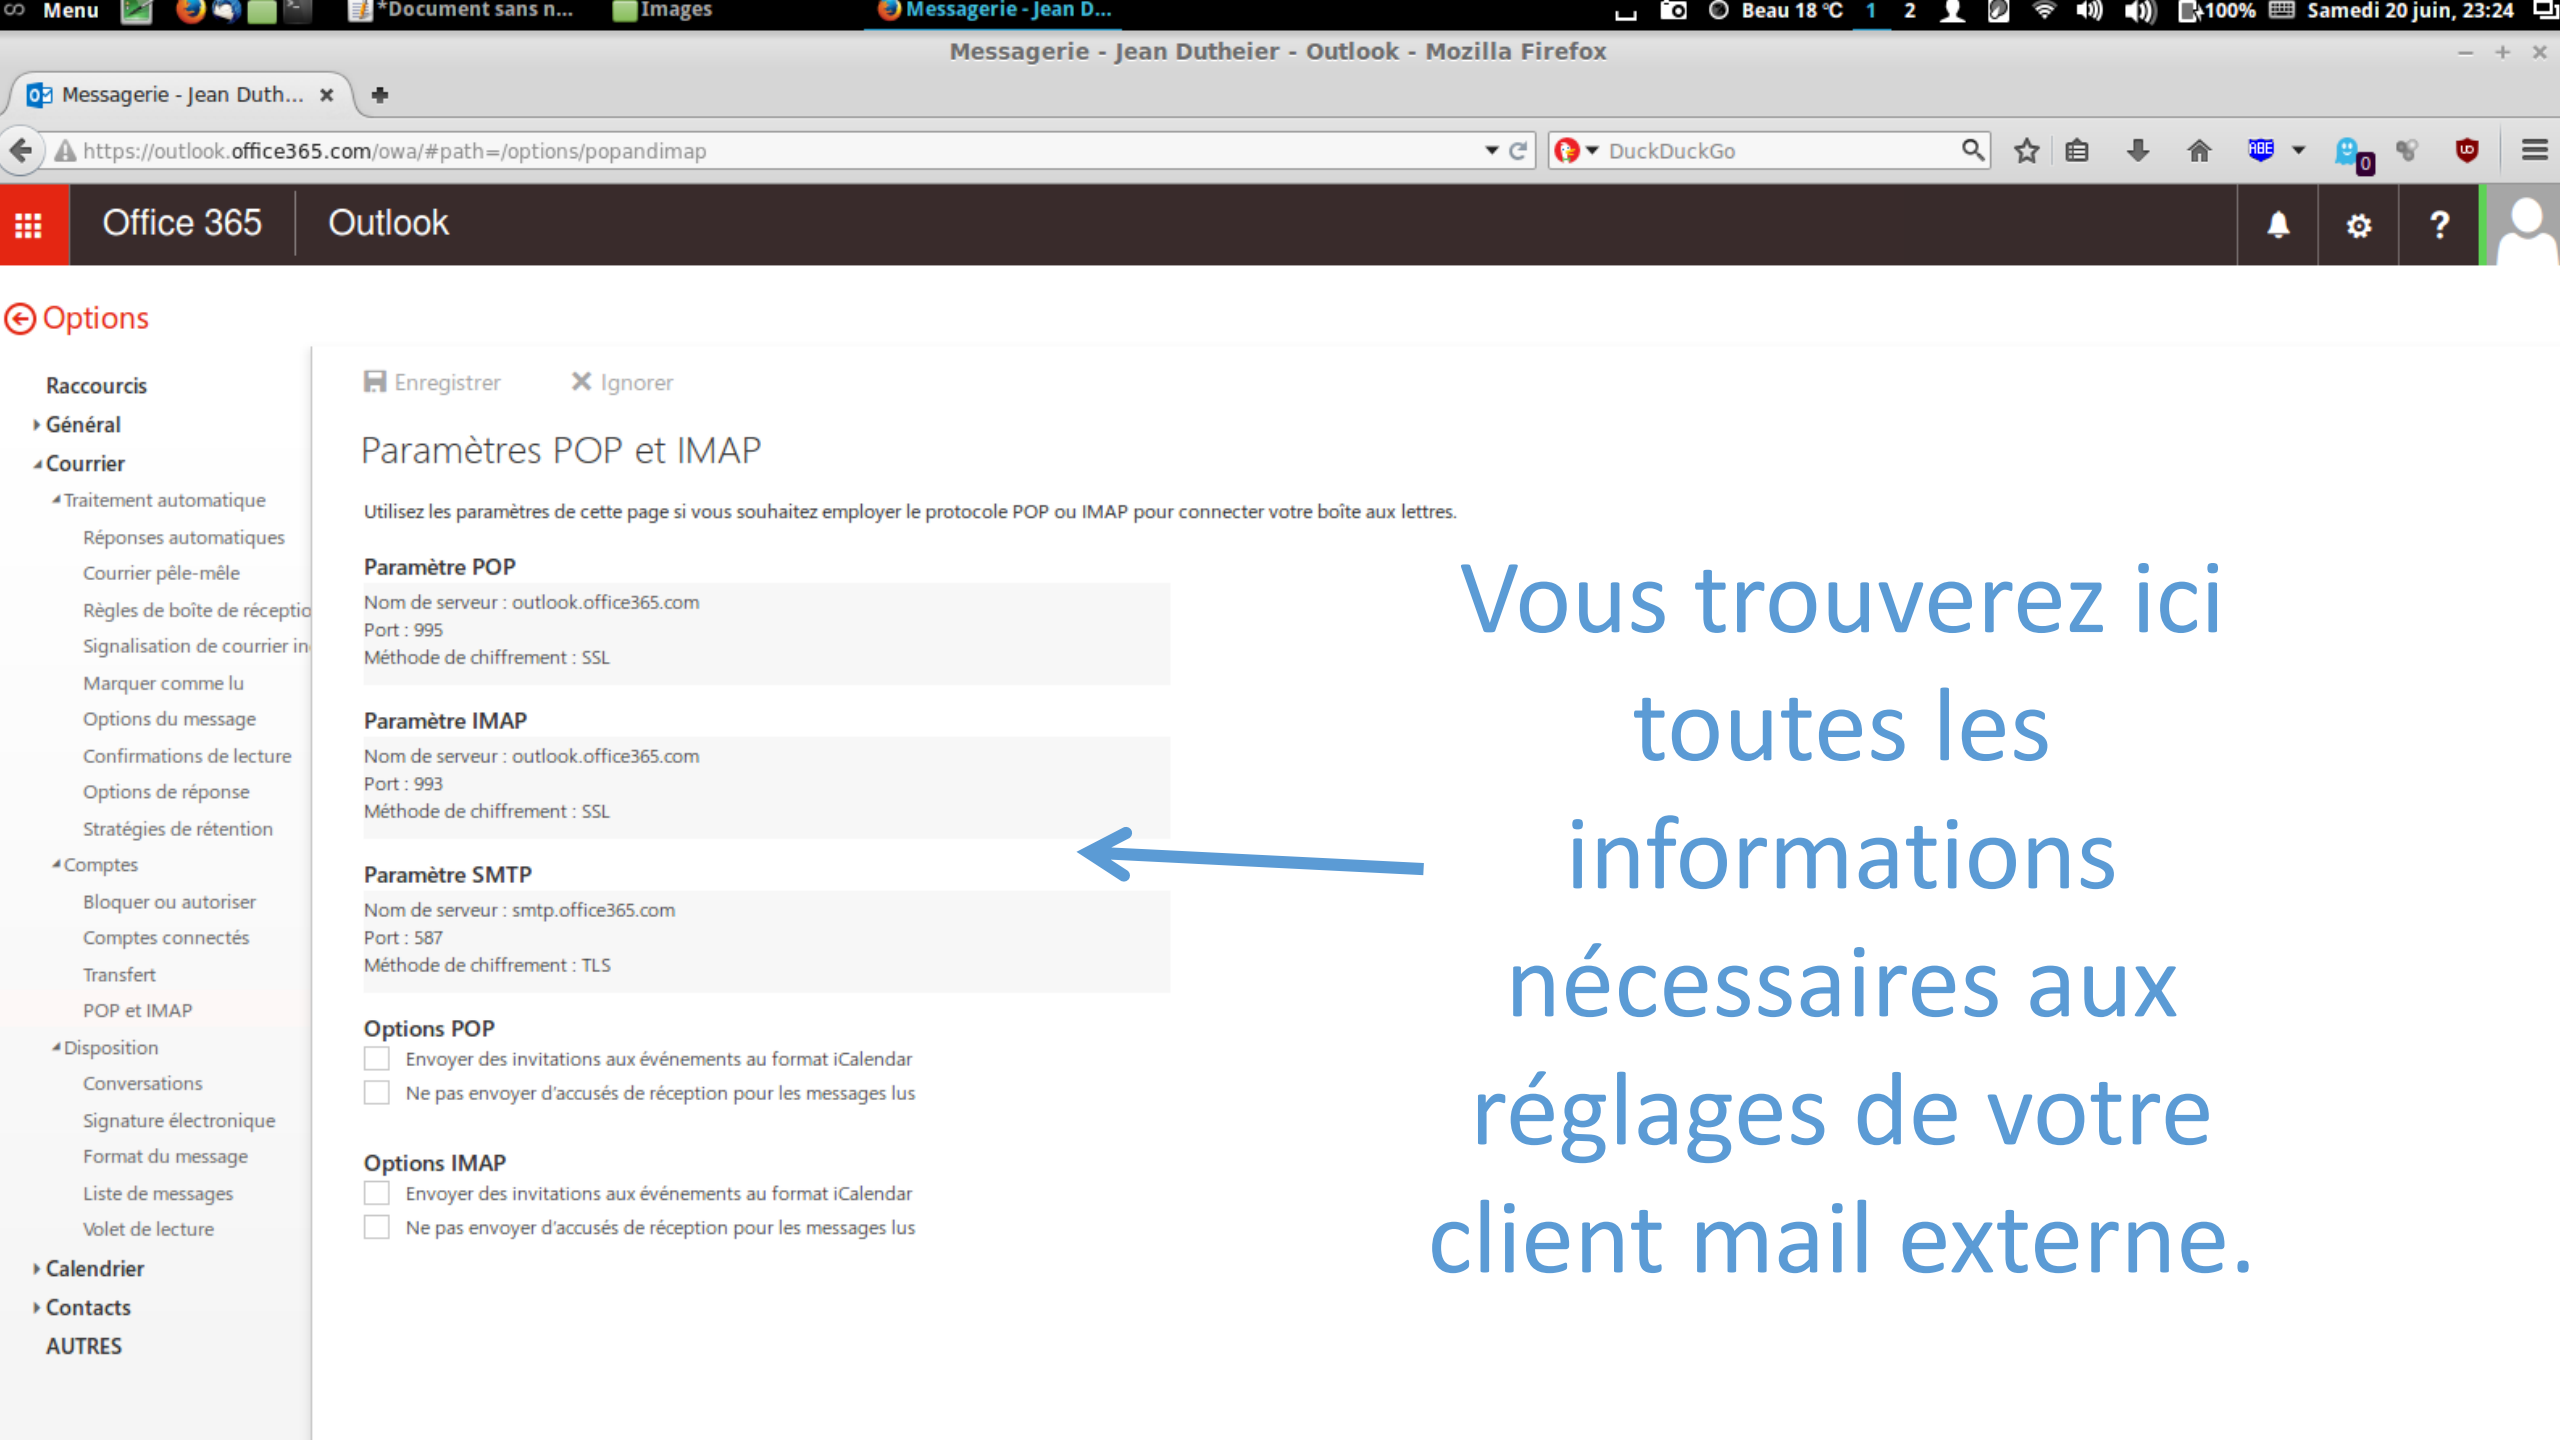 Menu
*Document sans n...
Images
Messagerie - Jean D...
Beau 18 °C
1
2
100%
Samedi 20 juin, 23:24
Messagerie - Jean Dutheier - Outlook - Mozilla Firefox
Messagerie - Jean Duth...
https://outlook.office365.com/owa/#path=/options/popandimap
DuckDuckGo
ABE
0
Office 365
Outlook
?
Options
Raccourcis
Général
Courrier
Traitement automatique
Réponses automatiques
Courrier pêle-mêle
Règles de boîte de réceptio
Signalisation de courrier in
Marquer comme lu
Options du message
Confirmations de lecture
Options de réponse
Stratégies de rétention
Comptes
Bloquer ou autoriser
Comptes connectés
Transfert
POP et IMAP
Disposition
Conversations
Signature électronique
Format du message
Liste de messages
Volet de lecture
Calendrier
Contacts
AUTRES
Enregistrer
Ignorer
Paramètres POP et IMAP
Utilisez les paramètres de cette page si vous souhaitez employer le protocole POP ou IMAP pour connecter votre boîte aux lettres.
Paramètre POP
Nom de serveur : outlook.office365.com
Port : 995
Méthode de chiffrement : SSL
Paramètre IMAP
Nom de serveur : outlook.office365.com
Port : 993
Méthode de chiffrement : SSL
Paramètre SMTP
Nom de serveur : smtp.office365.com
Port : 587
Méthode de chiffrement : TLS
Options POP
Envoyer des invitations aux événements au format iCalendar
Ne pas envoyer d'accusés de réception pour les messages lus
Options IMAP
Envoyer des invitations aux événements au format iCalendar
Ne pas envoyer d'accusés de réception pour les messages lus
Vous trouverez ici
toutes les
informations
nécessaires aux
réglages de votre
client mail externe.